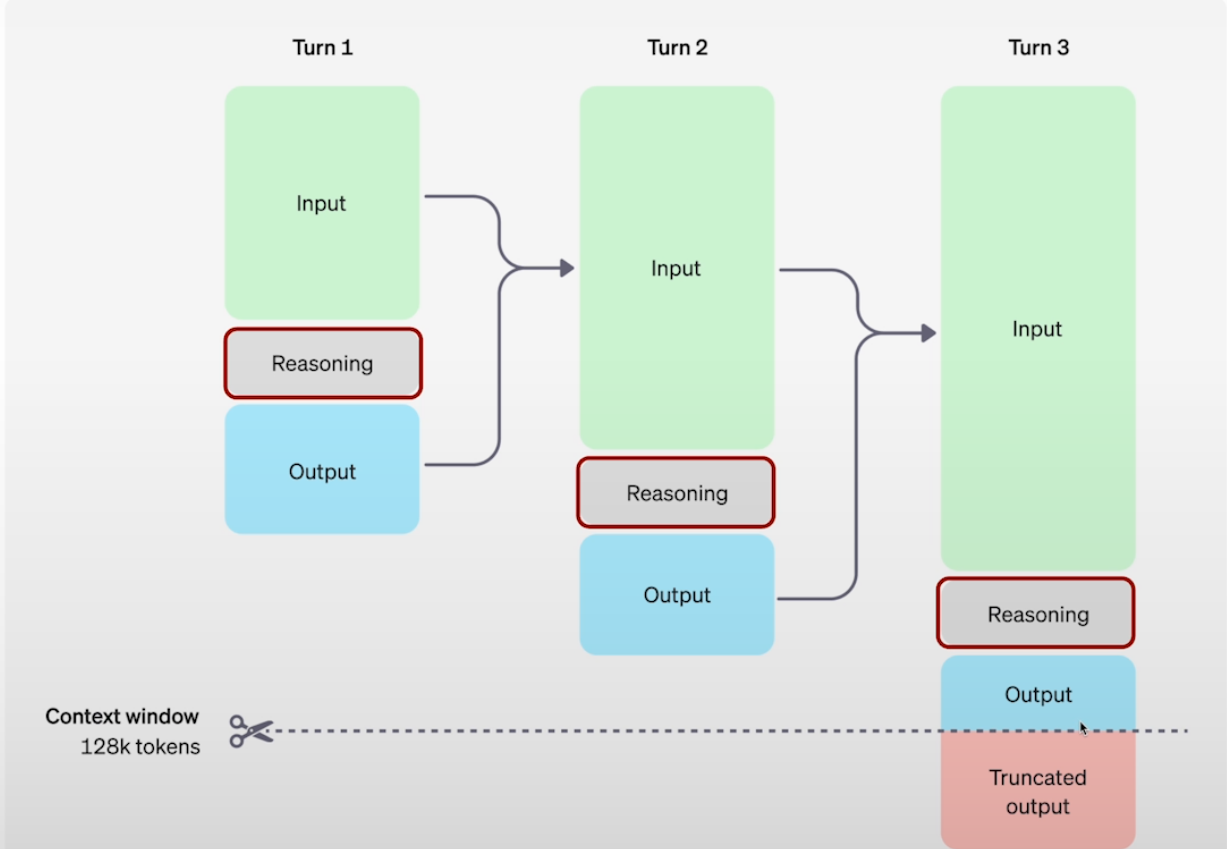 Turn 1
Turn 2
Turn 3
Input
Input
Input
Reasoning
Output
Reasoning
Output
Reasoning
Output
Context window
128k tokens
Truncated
output